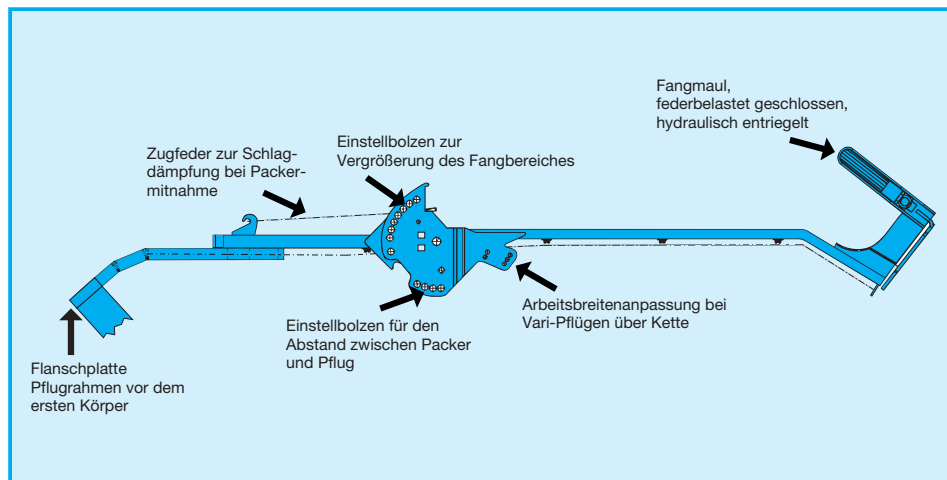 Fangmaul,
federbelastet geschlossen,
hydraulisch entriegelt
Einstellbolzen zur
Vergrößerung des Fangbereiches
Zugfeder zur Schlag-
dämpfung bei Packer-
mitnahme
Einstellbolzen für den
Abstand zwischen Packer
und Pflug
Arbeitsbreitenanpassung bei
Vari-Pflügen über Kette
Flanschplatte
Pflugrahmen vor dem
ersten Körper